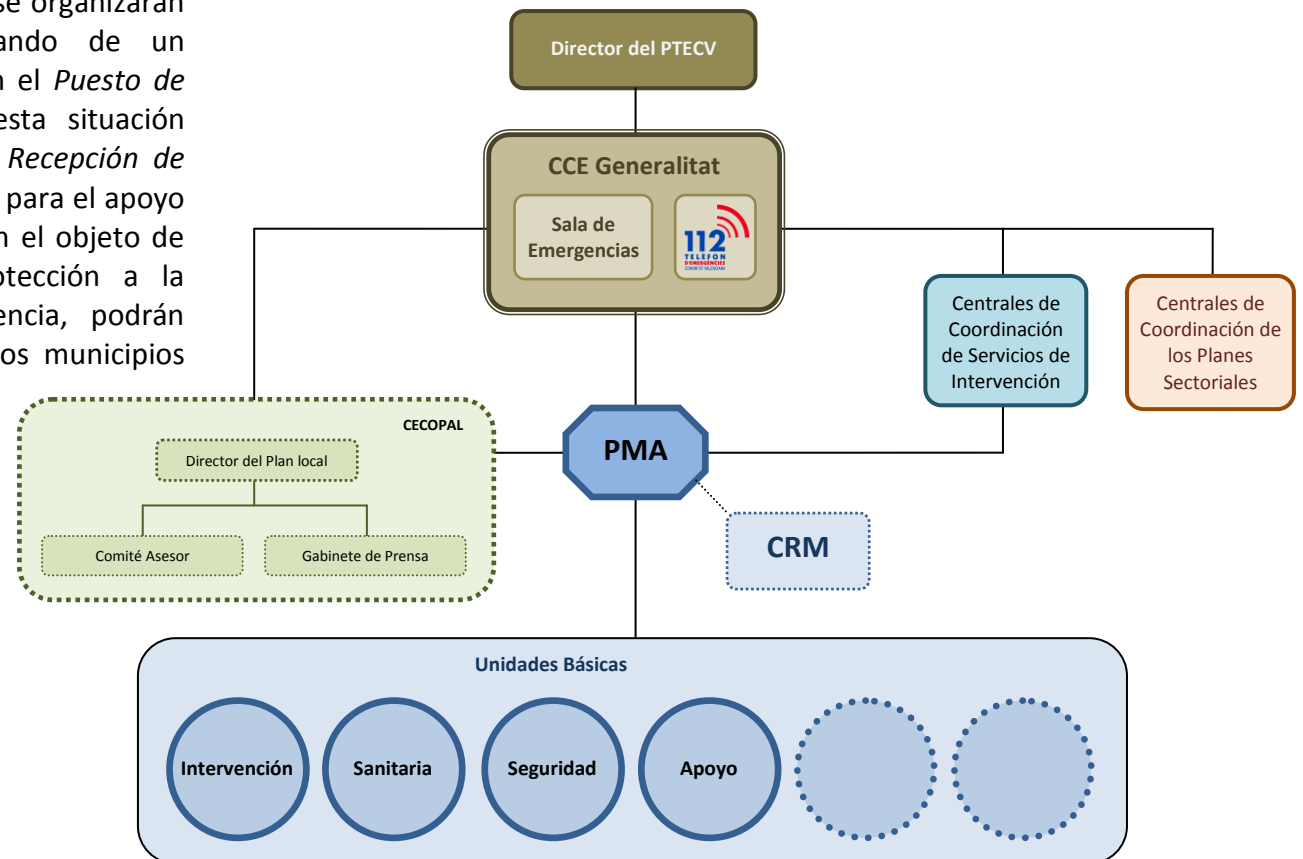 se organizarán
ando de un
n el Puesto de
esta situación
Recepción de
para el apoyo
n el objeto de
otección a la
encia, podrán
os municipios
Director del PTECV
CCE Generalitat
Sala de
Emergencias
112
TELÈFON
D'EMERGÈNCIES
COMUNITAT VALENCIANA
Centrales de
Coordinación
de Servicios de
Intervención
Centrales de
Coordinación de
los Planes
Sectoriales
CECOPAL
Director del Plan local
Comité Asesor
Gabinete de Prensa
PMA
CRM
Unidades Básicas
Intervención
Sanitaria
Seguridad
Apoyo